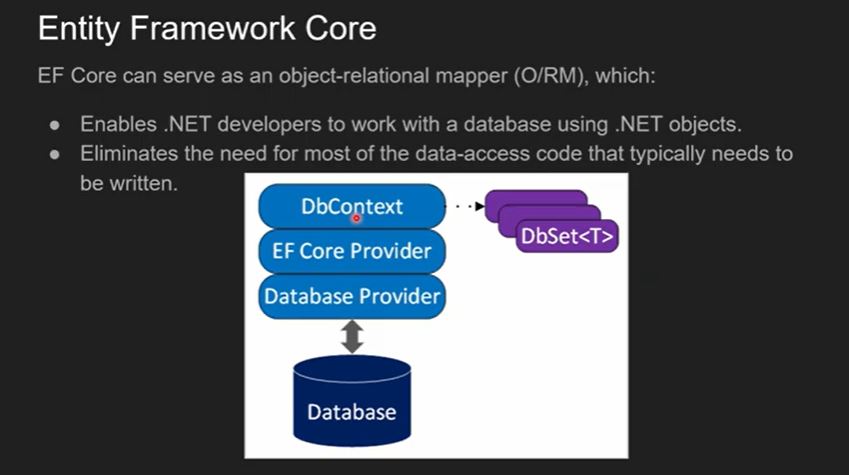 Entity Framework Core
EF Core can serve as an object-relational mapper (O/RM), which:
● Enables .NET developers to work with a database using .NET objects.
● Eliminates the need for most of the data-access code that typically needs to
be written.
DbContext
DbSet<T>
EF Core Provider
Database Provider
Database